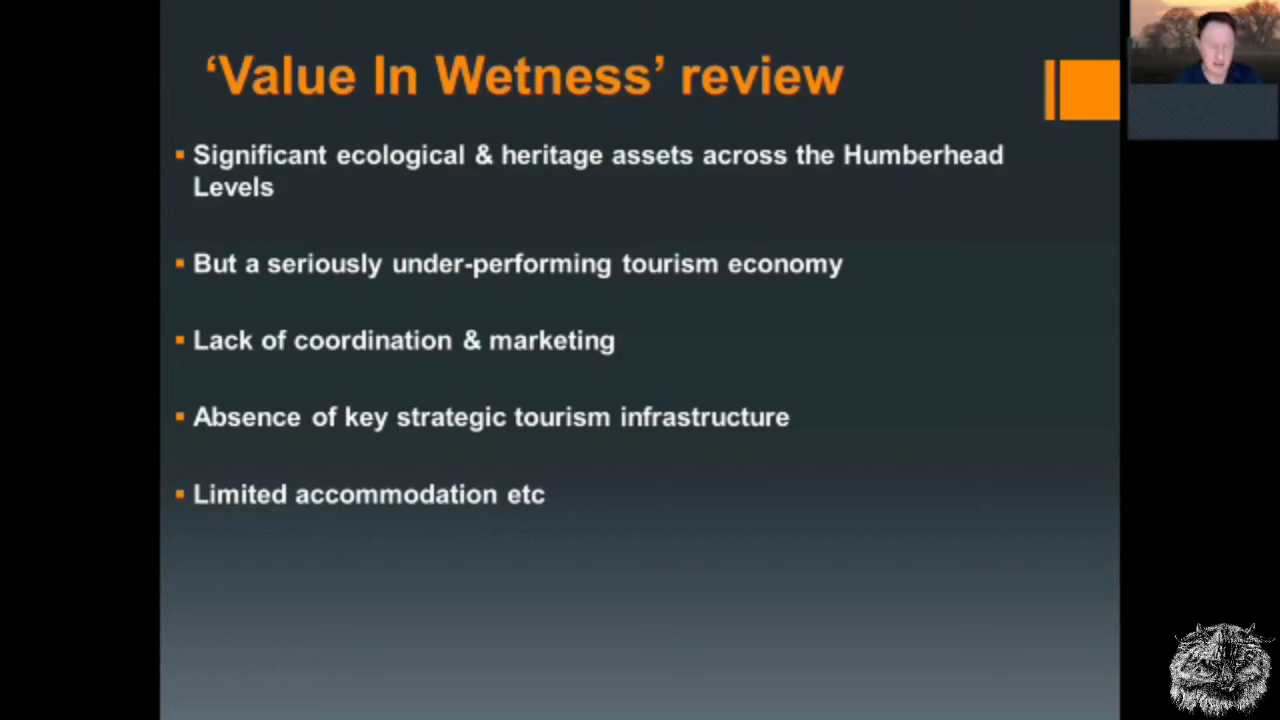 ‘Value In Wetness’ review
▪ Significant ecological & heritage assets across the Humberhead
Levels
▪ But a seriously under-performing tourism economy
▪ Lack of coordination & marketing
▪ Absence of key strategic tourism infrastructure
▪ Limited accommodation etc